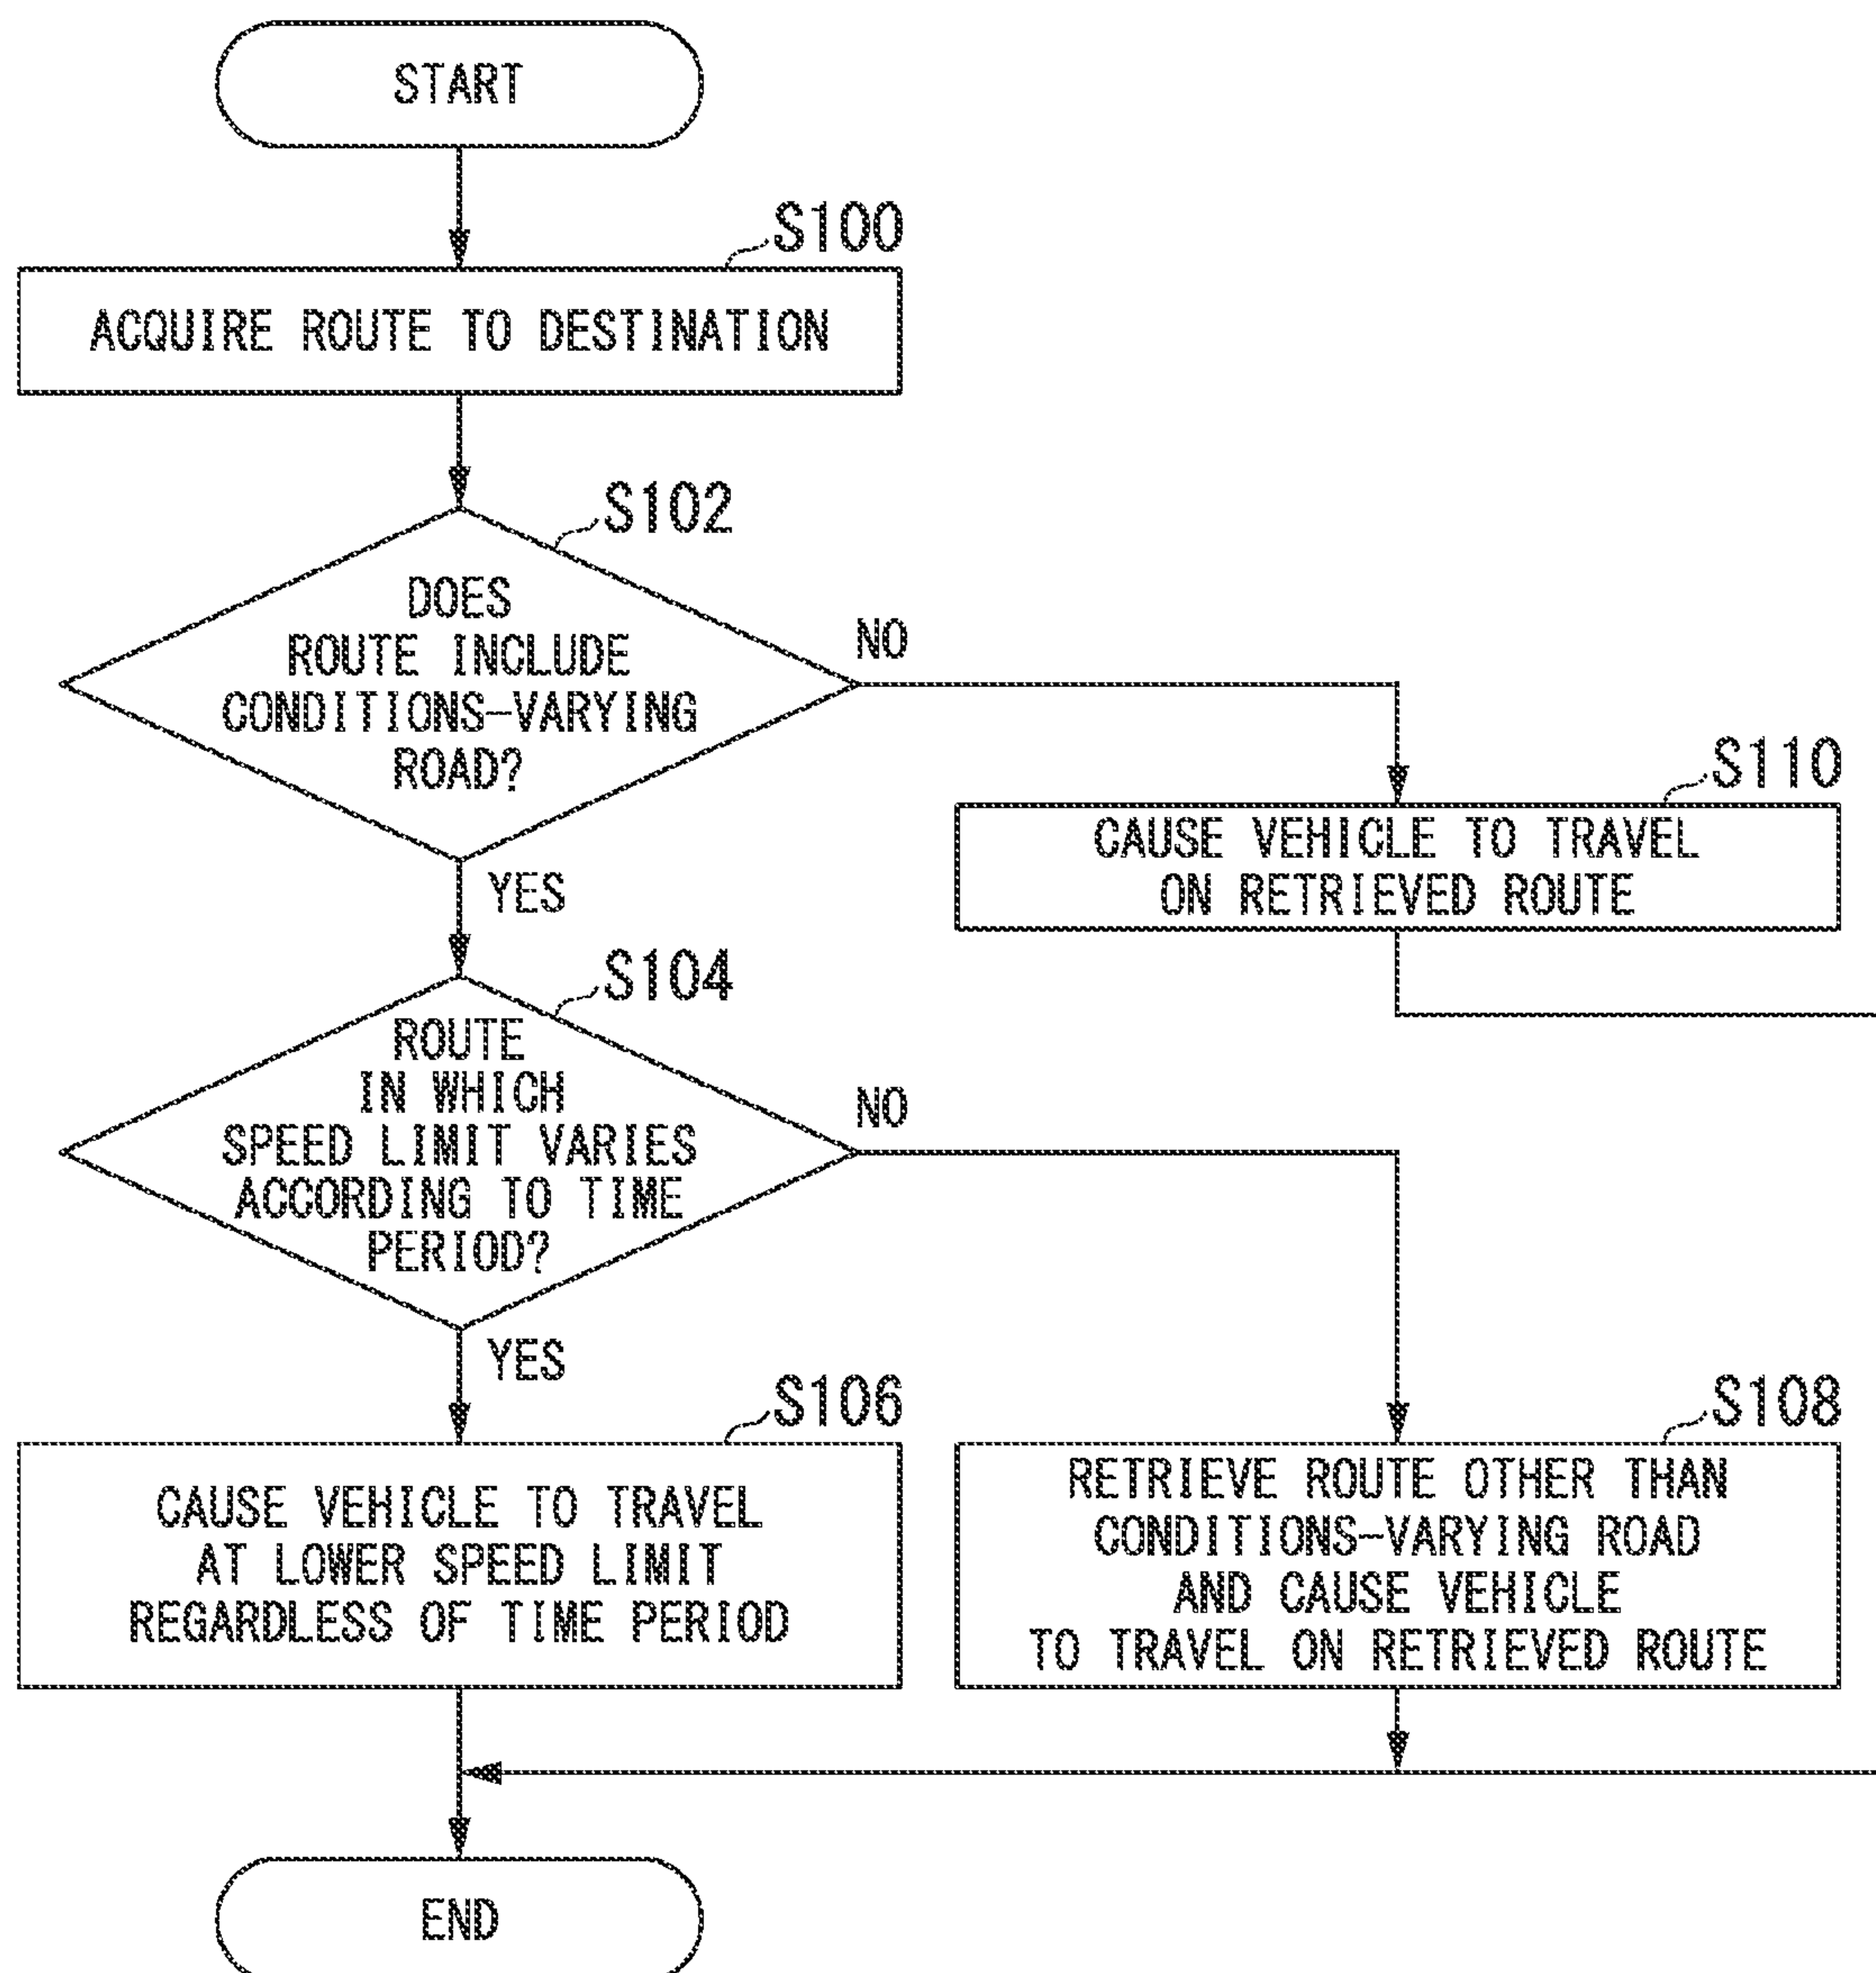 START
S100
ACQUIRE ROUTE TO DESTINATION
S102
DOES
ROUTE INCLUDE
CONDITIONS-VARYING
ROAD?
NO
YES
S110
CAUSE VEHICLE TO TRAVEL
ON RETRIEVED ROUTE
S104
ROUTE
IN WHICH
SPEED LIMIT VARIES
ACCORDING TO TIME
PERIOD?
NO
YES
S106
CAUSE VEHICLE TO TRAVEL
AT LOWER SPEED LIMIT
REGARDLESS OF TIME PERIOD
S108
RETRIEVE ROUTE OTHER THAN
CONDITIONS-VARYING ROAD
AND CAUSE VEHICLE
TO TRAVEL ON RETRIEVED ROUTE
END